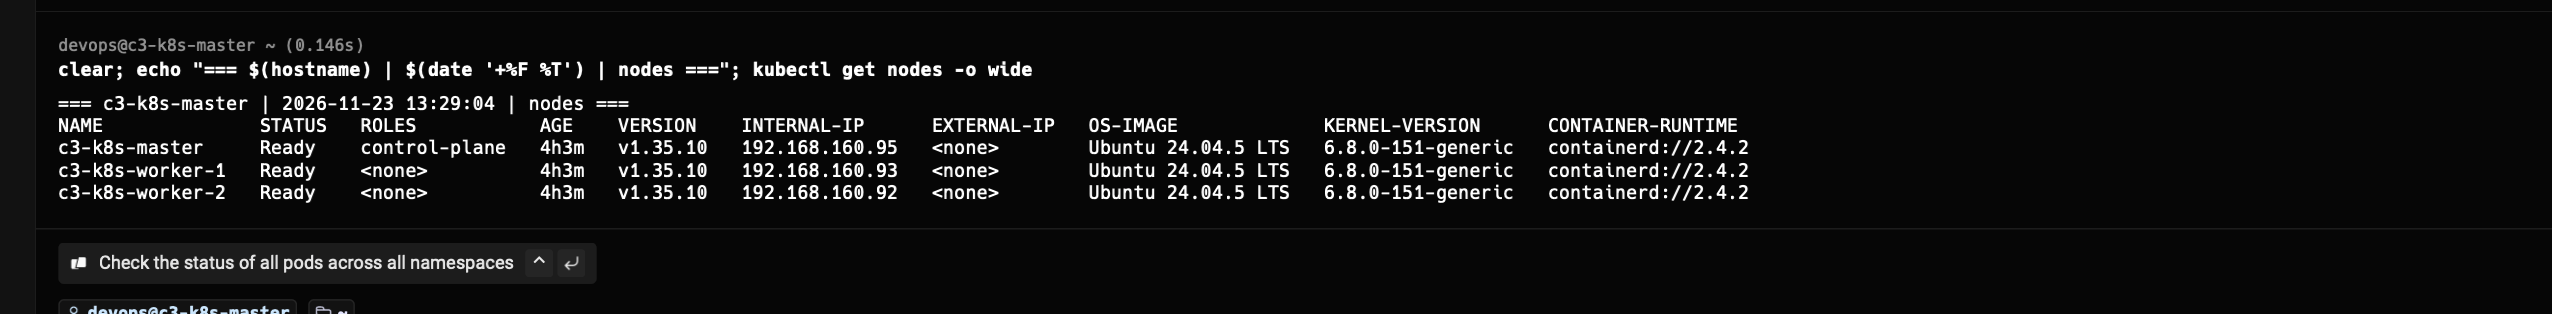 devops@c3-k8s-master ~ (0.146s)
clear; echo "=== $(hostname) | $(date '+%F %T') | nodes ==="; kubectl get nodes -o wide
=== c3-k8s-master | 2026-11-23 13:29:04 | nodes ===
NAME              STATUS   ROLES           AGE    VERSION    INTERNAL-IP      EXTERNAL-IP   OS-IMAGE             KERNEL-VERSION      CONTAINER-RUNTIME
c3-k8s-master     Ready    control-plane   4h3m   v1.35.10   192.168.160.95   <none>        Ubuntu 24.04.5 LTS   6.8.0-151-generic   containerd://2.4.2
c3-k8s-worker-1   Ready    <none>          4h3m   v1.35.10   192.168.160.93   <none>        Ubuntu 24.04.5 LTS   6.8.0-151-generic   containerd://2.4.2
c3-k8s-worker-2   Ready    <none>          4h3m   v1.35.10   192.168.160.92   <none>        Ubuntu 24.04.5 LTS   6.8.0-151-generic   containerd://2.4.2
Check the status of all pods across all namespaces
devops@c3-k8s-master ~